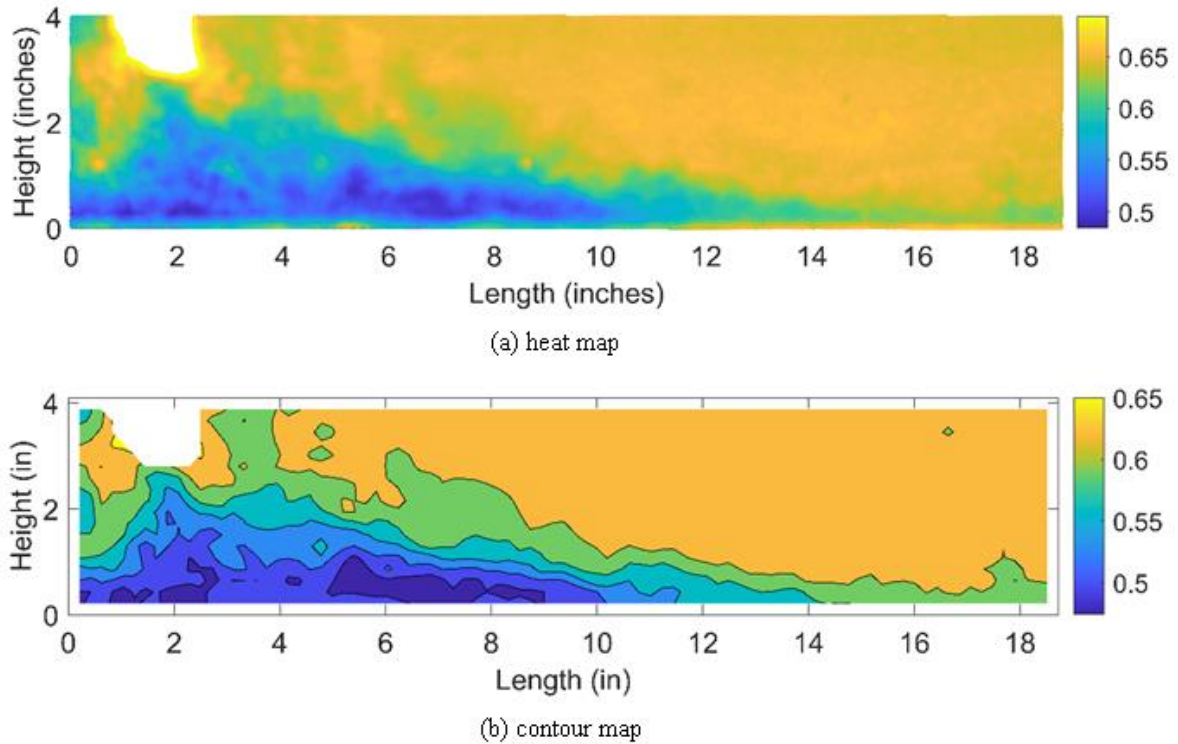 4
2
0
Height (inches)
0 2 4 6 8 10 12 14 16 18
Length (inches)
0.65
0.6
0.55
0.5
(a) heat map
4
2
0
Height (in)
0 2 4 6 8 10 12 14 16 18
Length (in)
0.65
0.6
0.55
0.5
(b) contour map